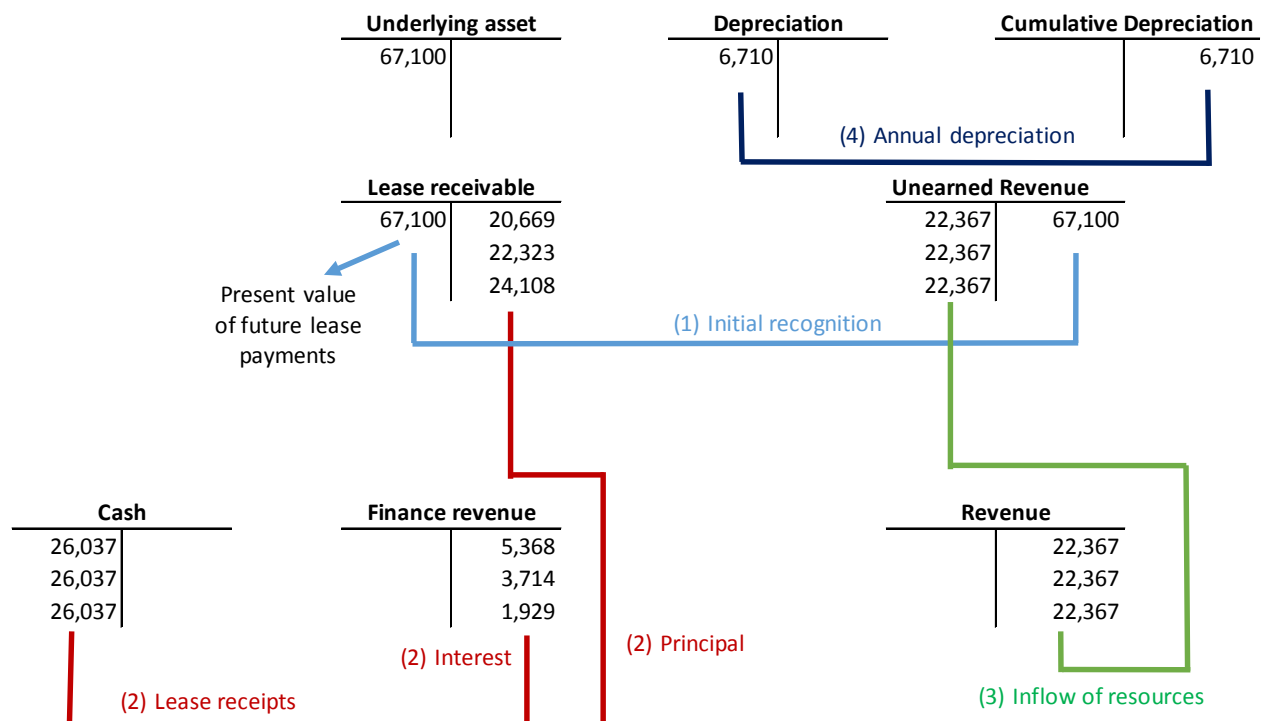 Underlying asset
67,100
Depreciation
6,710
Cumulative Depreciation
6,710
(4) Annual depreciation
Lease receivable
67,100 20,669
22,323
24,108
Unearned Revenue
22,367 67,100
22,367
22,367
Present value
of future lease
payments
(1) Initial recognition
Cash
26,037
26,037
26,037
Finance revenue
5,368
3,714
1,929
Revenue
22,367
22,367
22,367
(2) Interest
(2) Principal
(2) Lease receipts
(3) Inflow of resources